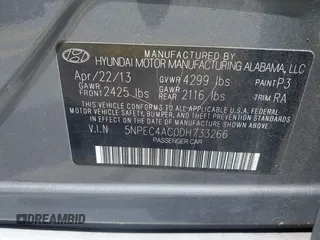 HYUNDAI MOTOR MANUFACTURING ALABAMA, LLC
Apr/22/13 GVWR 4299 lbs PAINT P3
GAWR FRONT 2425 lbs GAWR REAR 2116 lbs TRIM RA
THIS VEHICLE CONFORMS TO ALL APPLICABLE FEDERAL
MOTOR VEHICLE SAFETY, BUMPER, AND THEFT PREVENTION
STANDARDS IN EFFECT ON THE DATE OF MANUFACTURE
SHOWN ABOVE.
V.I.N 5NPEC4AC0DH733266
PASSENGER CAR
DREAMBID